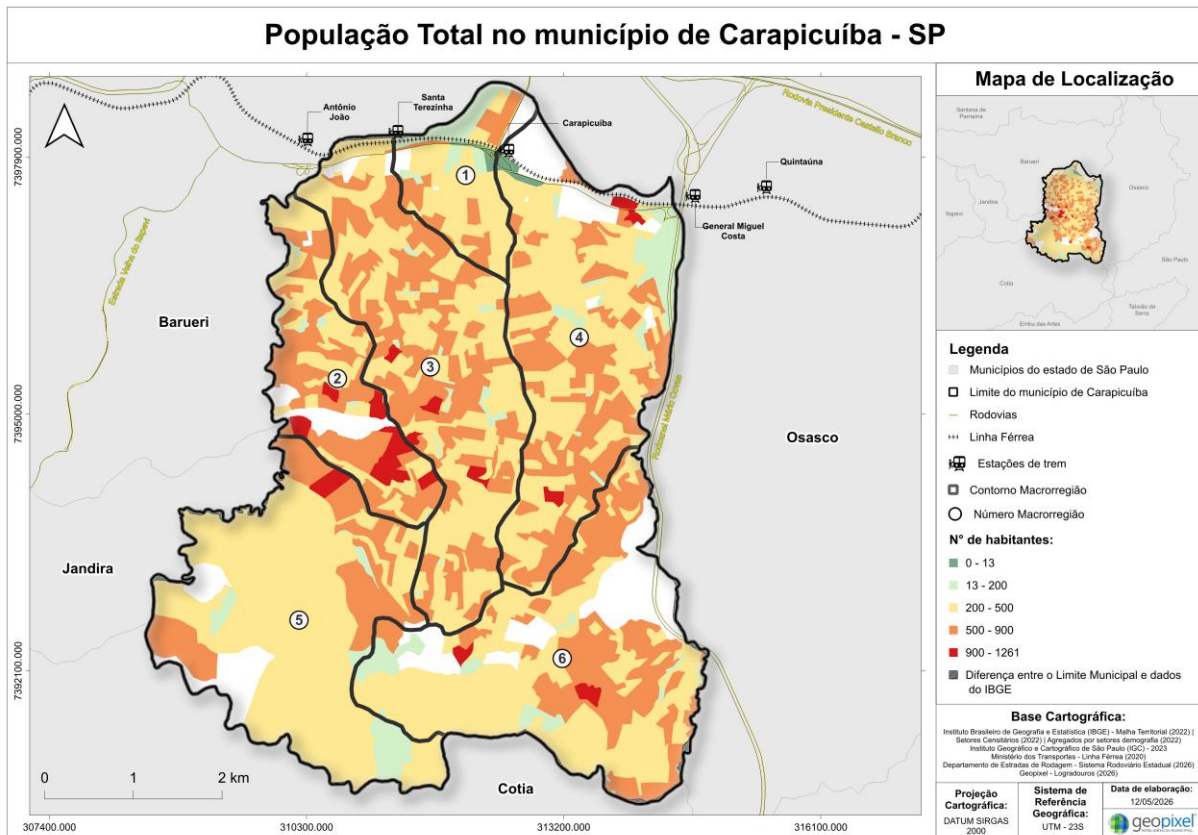 População Total no município de Carapicuíba - SP
Antônio
João
Santa
Terezinha
Carapicuíba
Rodovia Presidente Castello Branco
Quintaúna
General Miguel
Costa
Estrada Velha do Itapevi
Rodoanel Mário Covas
Barueri
Osasco
Jandira
Cotia
1
2
3
4
5
6
0
1
2 km
7397900.000
7395000.000
7392100.000
307400.000
310300.000
313200.000
316100.000
Mapa de Localização
Santana de
Parnaíba
Barueri
Osasco
Jandira
Itapevi
São Paulo
Cotia
Taboão da
Serra
Embu das Artes
Legenda
Municípios do estado de São Paulo
Limite do município de Carapicuíba
Rodovias
Linha Férrea
Estações de trem
Contorno Macrorregião
Número Macrorregião
N° de habitantes:
0 - 13
13 - 200
200 - 500
500 - 900
900 - 1261
Diferença entre o Limite Municipal e dados
do IBGE
Base Cartográfica:
Instituto Brasileiro de Geografia e Estatística (IBGE) - Malha Territorial (2022) |
Setores Censitários (2022) | Agregados por setores demografia (2022)
Instituto Geográfico e Cartográfico de São Paulo (IGC) - 2023
Ministério dos Transportes - Linha Férrea (2020)
Departamento de Estradas de Rodagem - Sistema Rodoviário Estadual (2026)
Geopixel - Logradouros (2026)
Projeção
Cartográfica:
DATUM SIRGAS
2000
Sistema de
Referência
Geográfica:
UTM - 23S
Data de elaboração:
12/05/2026
geopixel